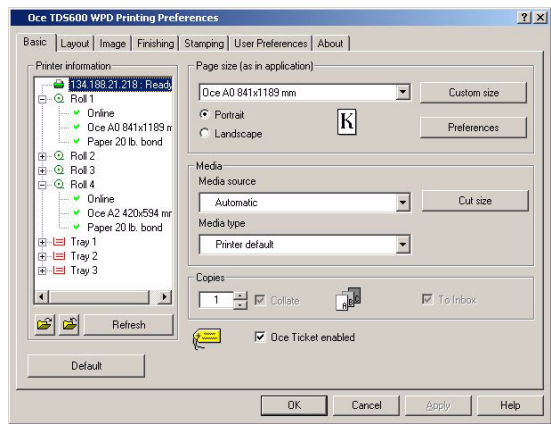 Oce TDS600 WPD Printing Preferences
Basic Layout Image Finishing Stamping User Preferences About
Printer information
134.188.21.218 : Ready
Roll 1
Online
Oce A0 841x1189 m
Paper 20 lb. bond
Roll 2
Roll 3
Roll 4
Online
Oce A2 420x594 mr
Paper 20 lb. bond
Tray 1
Tray 2
Tray 3
Refresh
Default
Page size (as in application)
Oce A0 841x1189 mm
Custom size
Portrait
Landscape
K
Preferences
Media
Media source
Automatic
Cut size
Media type
Printer default
Copies
1
Collate
A B C
To Inbox
Oce Ticket enabled
OK Cancel Apply Help